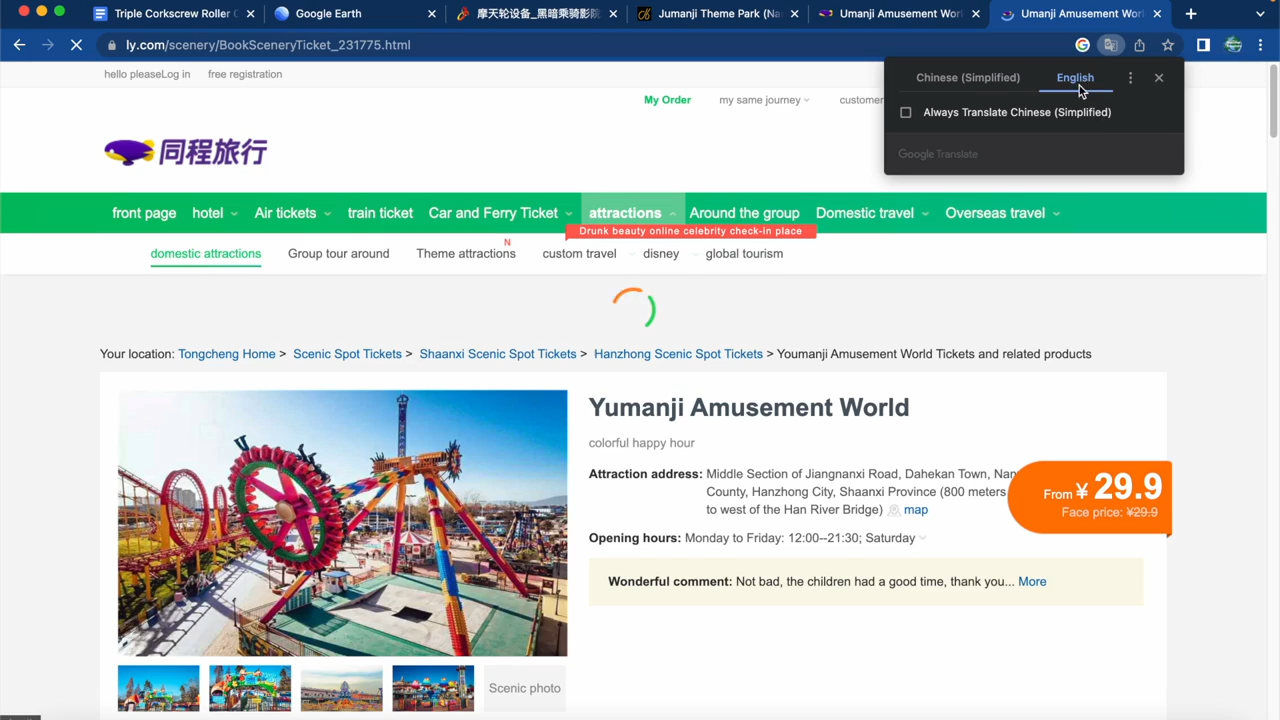 Triple Corkscrew Roller C
Google Earth
摩天轮设备_黑暗乘骑影院
Jumanji Theme Park (Na
Umanji Amusement Worl
Umanji Amusement Worl
ly.com/scenery/BookSceneryTicket_231775.html
Chinese (Simplified)
English
Always Translate Chinese (Simplified)
Google Translate
hello pleaseLog in
free registration
My Order
my same journey
customer
同程旅行
front page
hotel
Air tickets
train ticket
Car and Ferry Ticket
attractions
Around the group
Domestic travel
Overseas travel
Drunk beauty online celebrity check-in place
N
domestic attractions
Group tour around
Theme attractions
custom travel
disney
global tourism
Your location: Tongcheng Home > Scenic Spot Tickets > Shaanxi Scenic Spot Tickets > Hanzhong Scenic Spot Tickets > Youmanji Amusement World Tickets and related products
Yumanji Amusement World
colorful happy hour
Attraction address: Middle Section of Jiangnanxi Road, Dahekan Town, Nan
County, Hanzhong City, Shaanxi Province (800 meters
to west of the Han River Bridge) map
From ¥ 29.9
Face price: ¥29.9
Opening hours: Monday to Friday: 12:00--21:30; Saturday
Wonderful comment: Not bad, the children had a good time, thank you... More
Scenic photo